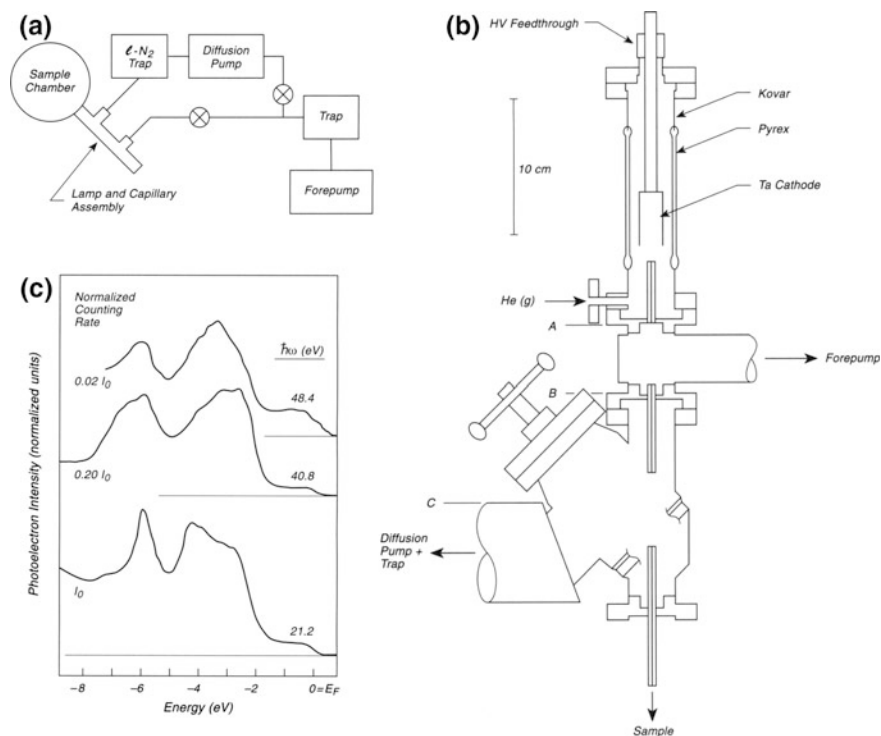 (a)
Sample
Chamber
ℓ-N₂
Trap
Diffusion
Pump
Trap
Forepump
Lamp and Capillary
Assembly
(b)
HV Feedthrough
Kovar
Pyrex
Ta Cathode
10 cm
He (g)
A
Forepump
B
C
Diffusion
Pump +
Trap
Sample
(c)
Normalized
Counting
Rate
ħω (eV)
0.02 I₀
48.4
0.20 I₀
40.8
I₀
21.2
Photoelectron Intensity (normalized units)
−8 −6 −4 −2 0=E_F
Energy (eV)